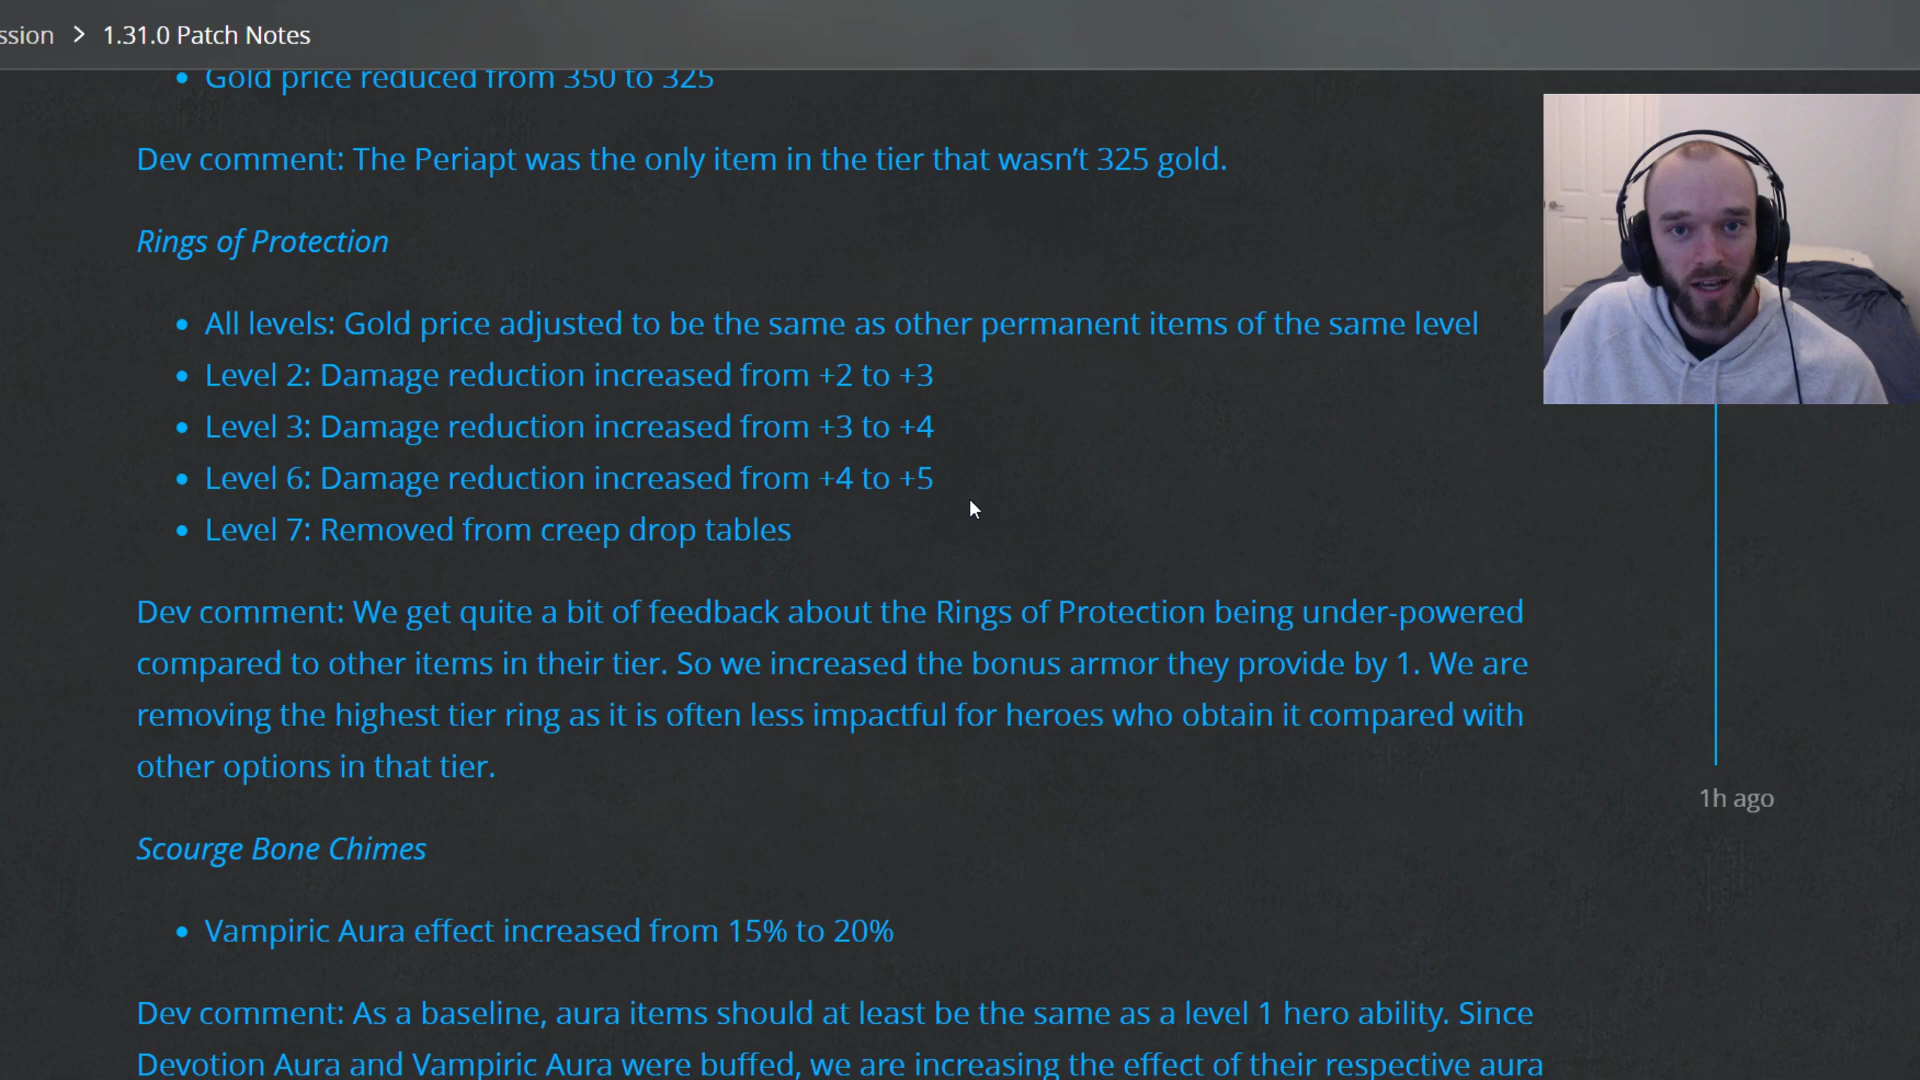 ssion > 1.31.0 Patch Notes
• Gold price reduced from 350 to 325
Dev comment: The Periapt was the only item in the tier that wasn’t 325 gold.
Rings of Protection
• All levels: Gold price adjusted to be the same as other permanent items of the same level
• Level 2: Damage reduction increased from +2 to +3
• Level 3: Damage reduction increased from +3 to +4
• Level 6: Damage reduction increased from +4 to +5
• Level 7: Removed from creep drop tables
Dev comment: We get quite a bit of feedback about the Rings of Protection being under-powered
compared to other items in their tier. So we increased the bonus armor they provide by 1. We are
removing the highest tier ring as it is often less impactful for heroes who obtain it compared with
other options in that tier.
1h ago
Scourge Bone Chimes
• Vampiric Aura effect increased from 15% to 20%
Dev comment: As a baseline, aura items should at least be the same as a level 1 hero ability. Since
Devotion Aura and Vampiric Aura were buffed, we are increasing the effect of their respective aura